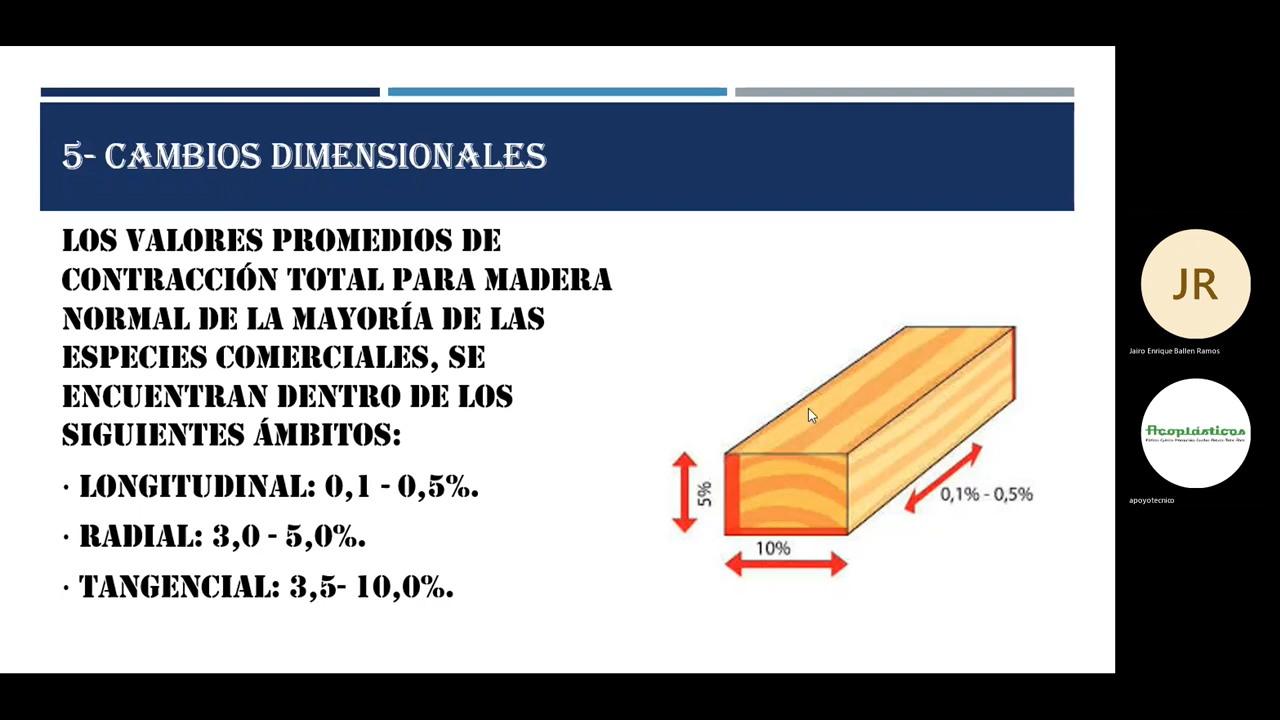 5- CAMBIOS DIMENSIONALES
LOS VALORES PROMEDIOS DE
CONTRACCIÓN TOTAL PARA MADERA
NORMAL DE LA MAYORÍA DE LAS
ESPECIES COMERCIALES, SE
ENCUENTRAN DENTRO DE LOS
SIGUIENTES ÁMBITOS:
· LONGITUDINAL: 0,1 - 0,5%.
· RADIAL: 3,0 - 5,0%.
· TANGENCIAL: 3,5- 10,0%.
5%
10%
0,1% - 0,5%
JR
Jairo Enrique Ballen Ramos
Acoplásticos
apoyotecnico